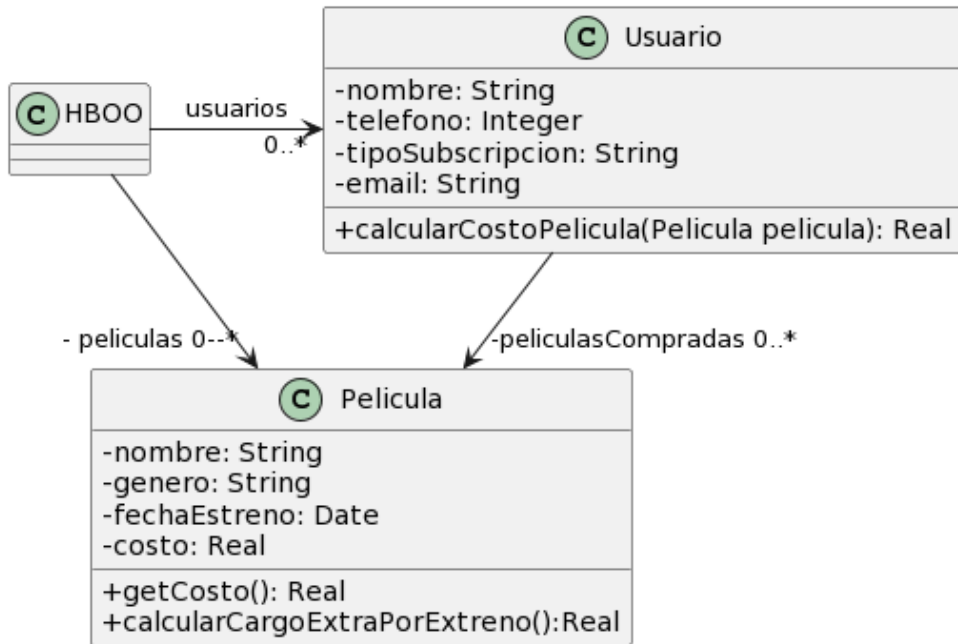 C Usuario
-nombre: String
-telefono: Integer
-tipoSubscripcion: String
-email: String
+calcularCostoPelicula(Pelicula pelicula): Real
C HBOO
usuarios
0..*
- peliculas 0--*
-peliculasCompradas 0..*
C Pelicula
-nombre: String
-genero: String
-fechaEstreno: Date
-costo: Real
+getCosto(): Real
+calcularCargoExtraPorExtreno():Real